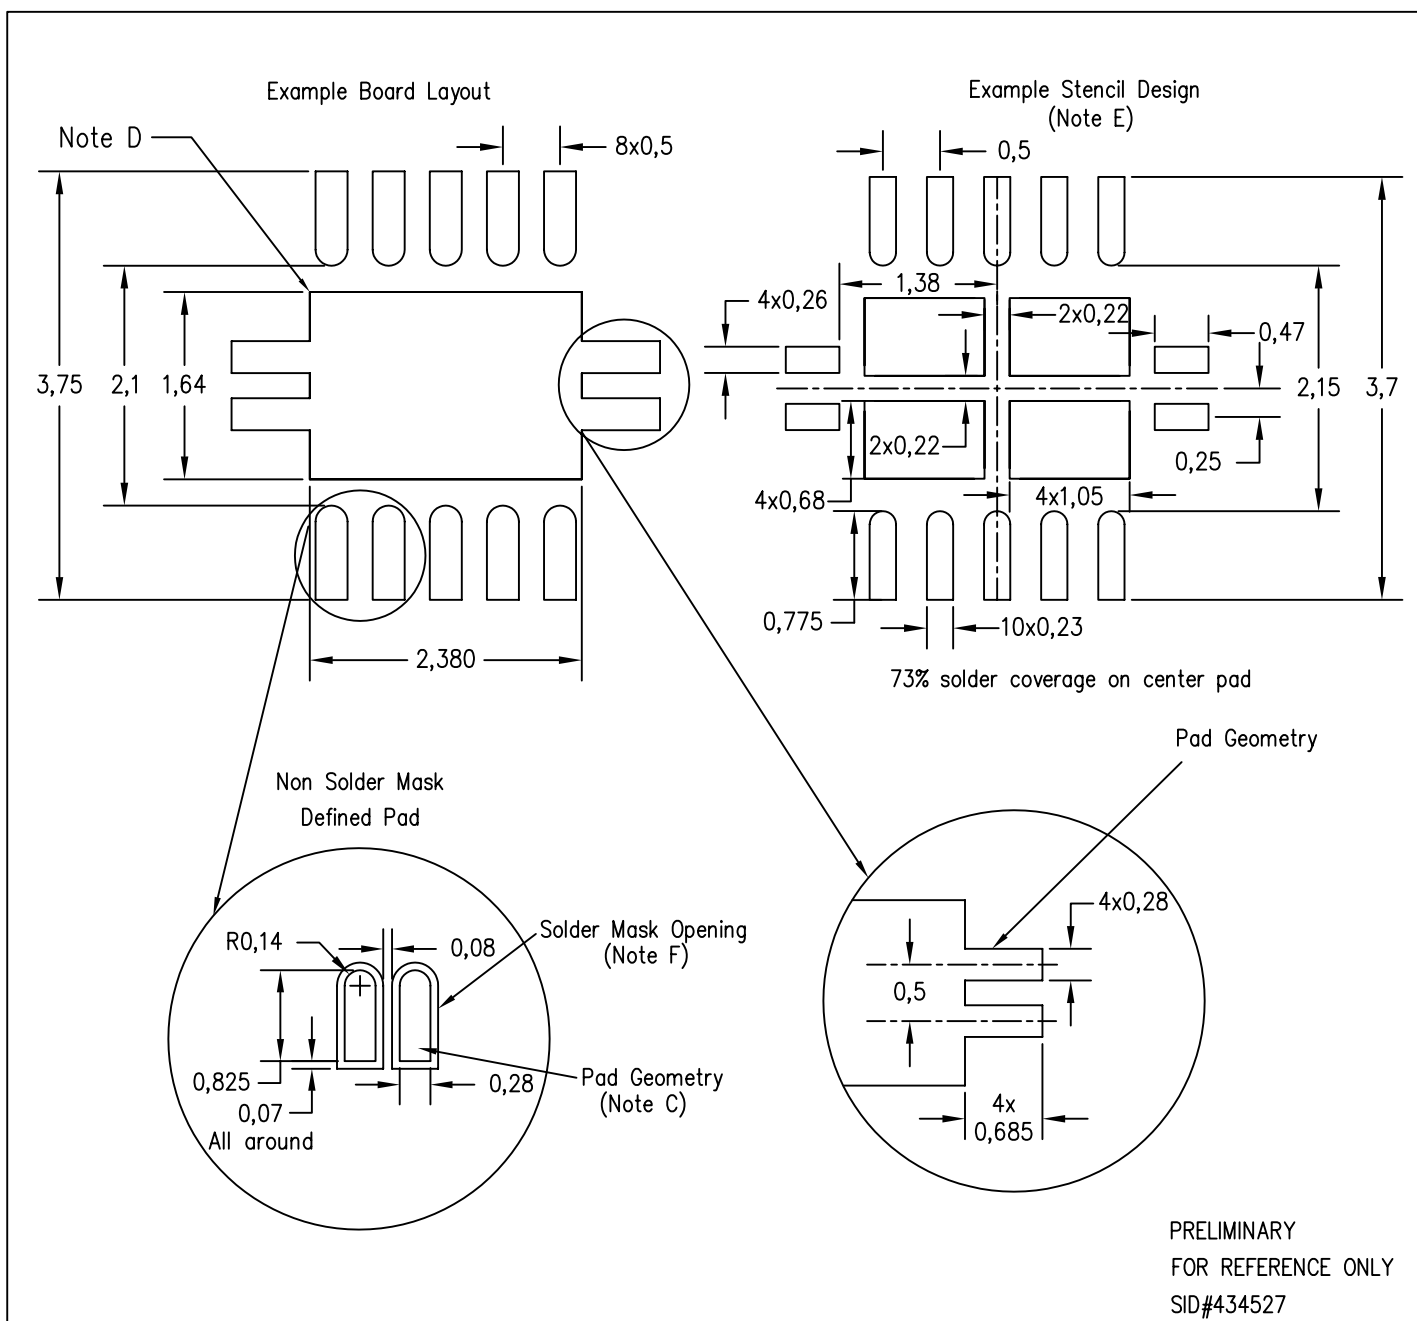 Example Board Layout
Example Stencil Design
(Note E)
Note D
8x0,5
0,5
3,75
2,1
1,64
2,380
4x0,26
1,38
2x0,22
0,47
2,15
3,7
2x0,22
0,25
4x0,68
4x1,05
0,775
10x0,23
73% solder coverage on center pad
Pad Geometry
Non Solder Mask
Defined Pad
R0,14
0,08
Solder Mask Opening
(Note F)
0,825
0,07
All around
0,28
Pad Geometry
(Note C)
4x0,28
0,5
4x
0,685
PRELIMINARY
FOR REFERENCE ONLY
SID#434527